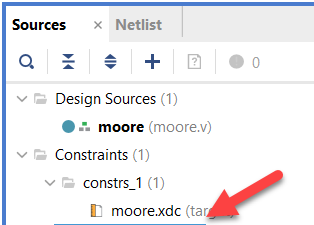 Sources × Netlist
0
Design Sources (1)
moore (moore.v)
Constraints (1)
constrs_1 (1)
moore.xdc